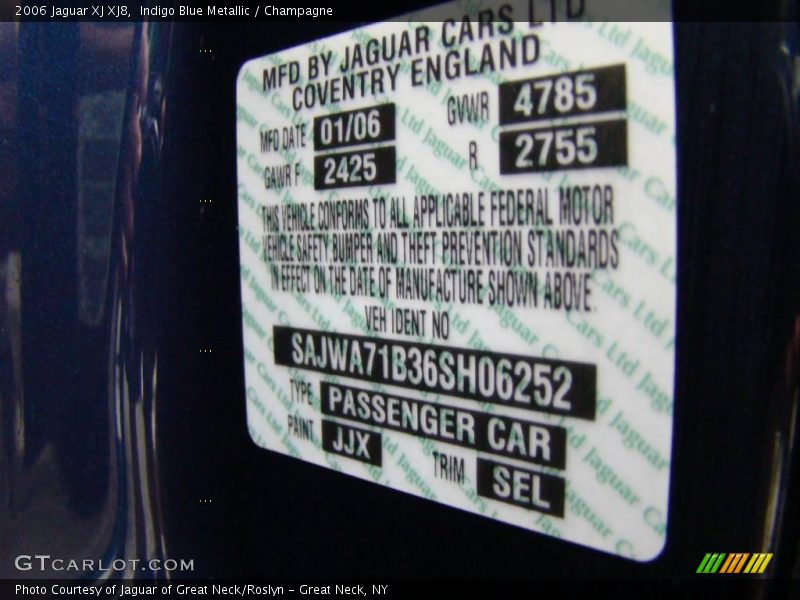 2006 Jaguar XJ XJ8, Indigo Blue Metallic / Champagne
MFD BY JAGUAR CARS LTD
COVENTRY ENGLAND
MFD DATE 01/06 GVWR 4785
GAWR F 2425 R 2755
THIS VEHICLE CONFORMS TO ALL APPLICABLE FEDERAL MOTOR
VEHICLE SAFETY, BUMPER AND THEFT PREVENTION STANDARDS
IN EFFECT ON THE DATE OF MANUFACTURE SHOWN ABOVE.
VEH IDENT NO
SAJWA71B36SH06252
TYPE PASSENGER CAR
PAINT JJX TRIM SEL
GTCARLOT.COM
Photo Courtesy of Jaguar of Great Neck/Roslyn - Great Neck, NY